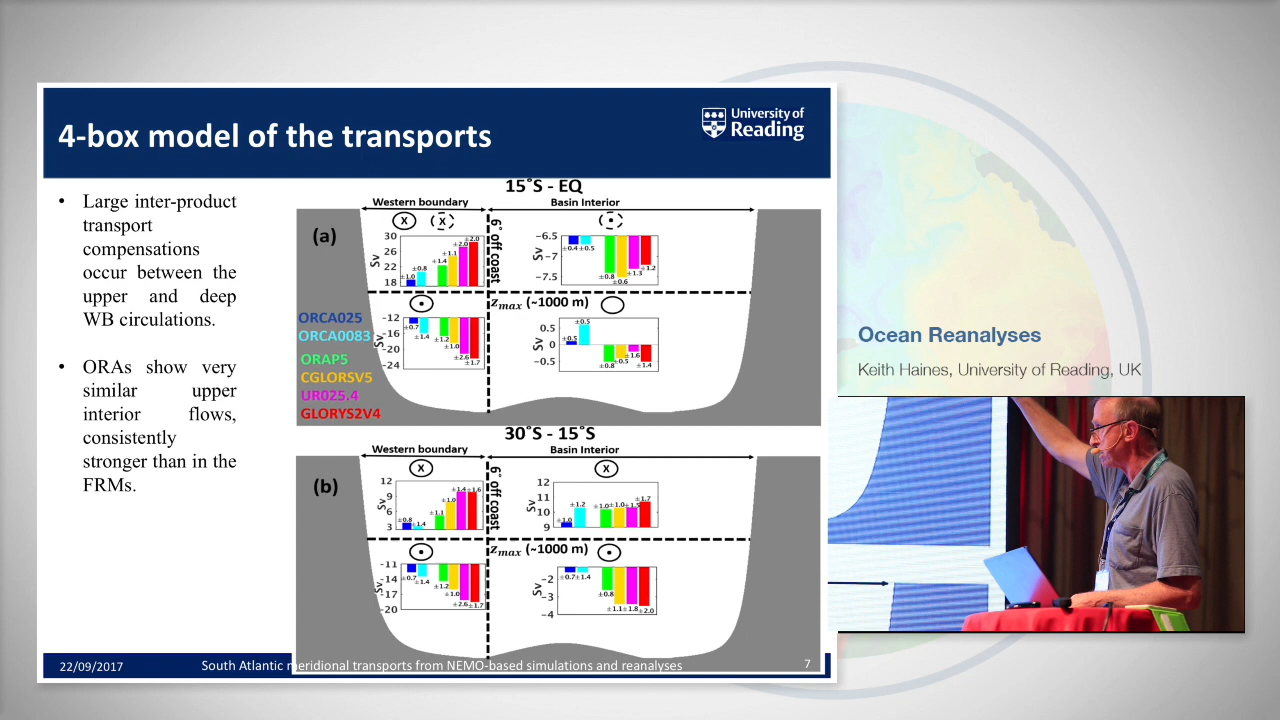 4-box model of the transports
University of
Reading
• Large inter-product
transport
compensations
occur between the
upper and deep
WB circulations.
• ORAs show very
similar upper
interior flows,
consistently
stronger than in the
FRMs.
15˚S - EQ
Western boundary
Basin Interior
(a)
X
X
30
26
22
18
Sv
±1.0
±0.8
±1.4
±1.1
±2.0
±2.0
6˚ off coast
−6.5
−7
−7.5
Sv
±0.4
±0.5
±0.8
±0.6
±1.3
±1.2
zmax (~1000 m)
−12
−16
−20
−24
Sv
±0.7
±1.4
±1.2
±1.0
±2.6
±1.7
0.5
0
−0.5
±0.5
±0.5
±0.8
±0.5
±1.6
±1.4
ORCA025
ORCA0083
ORAP5
CGLORSV5
UR025.4
GLORYS2V4
30˚S - 15˚S
Western boundary
Basin Interior
(b)
X
X
12
9
6
3
Sv
±0.8
±1.4
±1.1
±1.0
±1.4
±1.6
6˚ off coast
12
11
10
9
Sv
±1.0
±1.2
±1.0
±1.0
±1.7
zmax (~1000 m)
-11
-14
-17
-20
Sv
±0.7
±1.4
±1.2
±1.0
±2.6
±1.7
−2
−3
−4
Sv
±0.7
±1.4
±0.8
±1.1
±1.8
±2.0
22/09/2017
South Atlantic meridional transports from NEMO-based simulations and reanalyses
7
Ocean Reanalyses
Keith Haines, University of Reading, UK